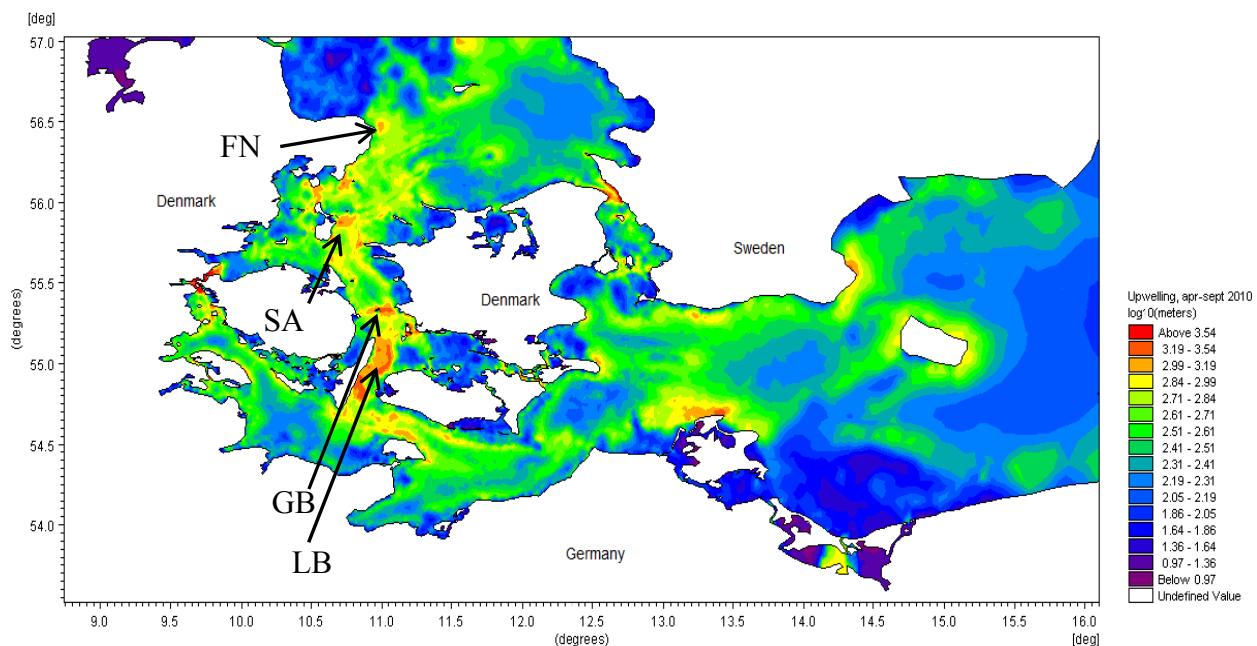 [deg]
57.0
56.5
56.0
55.5
55.0
54.5
54.0
(degrees)
FN
Denmark
SA
Denmark
Sweden
GB
LB
Germany
9.0 9.5 10.0 10.5 11.0 11.5 12.0 12.5 13.0 13.5 14.0 14.5 15.0 15.5 16.0
(degrees) [deg]
Upwelling, apr-sept 2010
log'10(meters)
Above 3.54
3.19 - 3.54
2.99 - 3.19
2.84 - 2.99
2.71 - 2.84
2.61 - 2.71
2.51 - 2.61
2.41 - 2.51
2.31 - 2.41
2.19 - 2.31
2.05 - 2.19
1.86 - 2.05
1.64 - 1.86
1.36 - 1.64
0.97 - 1.36
Below 0.97
Undefined Value